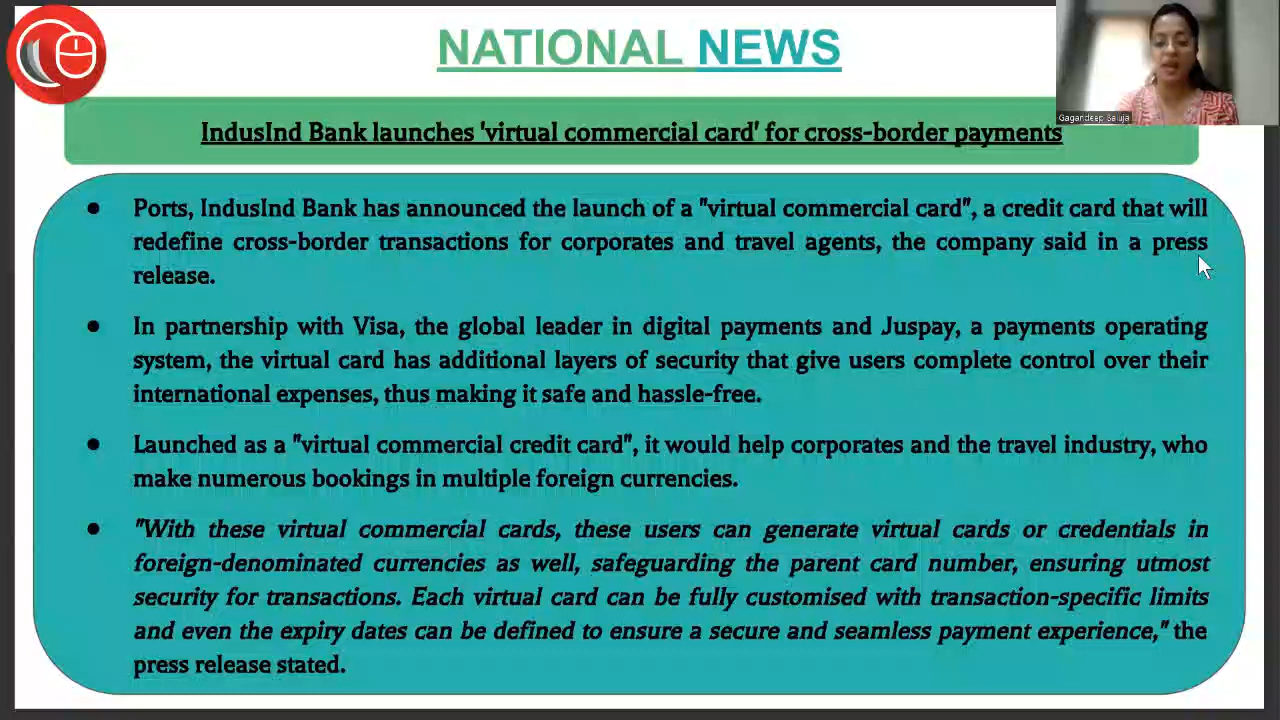 NATIONAL NEWS
Gagandeep Saluja
IndusInd Bank launches 'virtual commercial card' for cross-border payments
● Ports, IndusInd Bank has announced the launch of a "virtual commercial card", a credit card that will
redefine cross-border transactions for corporates and travel agents, the company said in a press
release.
● In partnership with Visa, the global leader in digital payments and Juspay, a payments operating
system, the virtual card has additional layers of security that give users complete control over their
international expenses, thus making it safe and hassle-free.
● Launched as a "virtual commercial credit card", it would help corporates and the travel industry, who
make numerous bookings in multiple foreign currencies.
● "With these virtual commercial cards, these users can generate virtual cards or credentials in
foreign-denominated currencies as well, safeguarding the parent card number, ensuring utmost
security for transactions. Each virtual card can be fully customised with transaction-specific limits
and even the expiry dates can be defined to ensure a secure and seamless payment experience," the
press release stated.